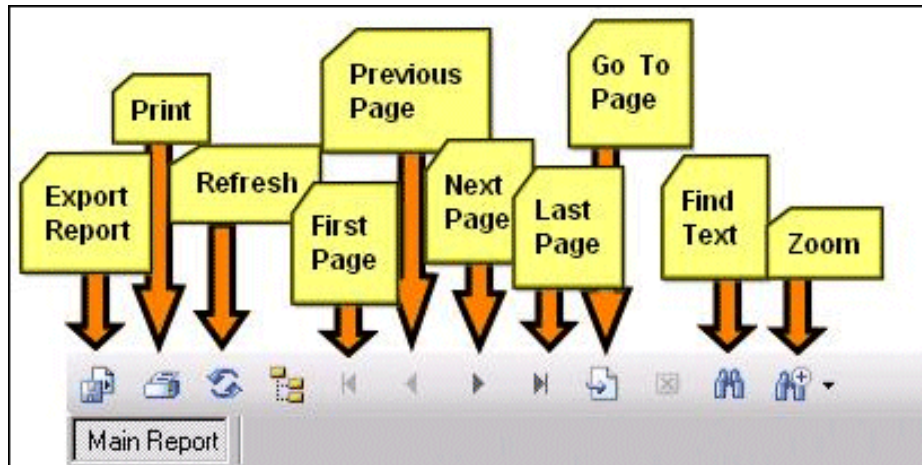 Export
Report
Print
Refresh
First
Page
Previous
Page
Next
Page
Last
Page
Go To
Page
Find
Text
Zoom
Main Report